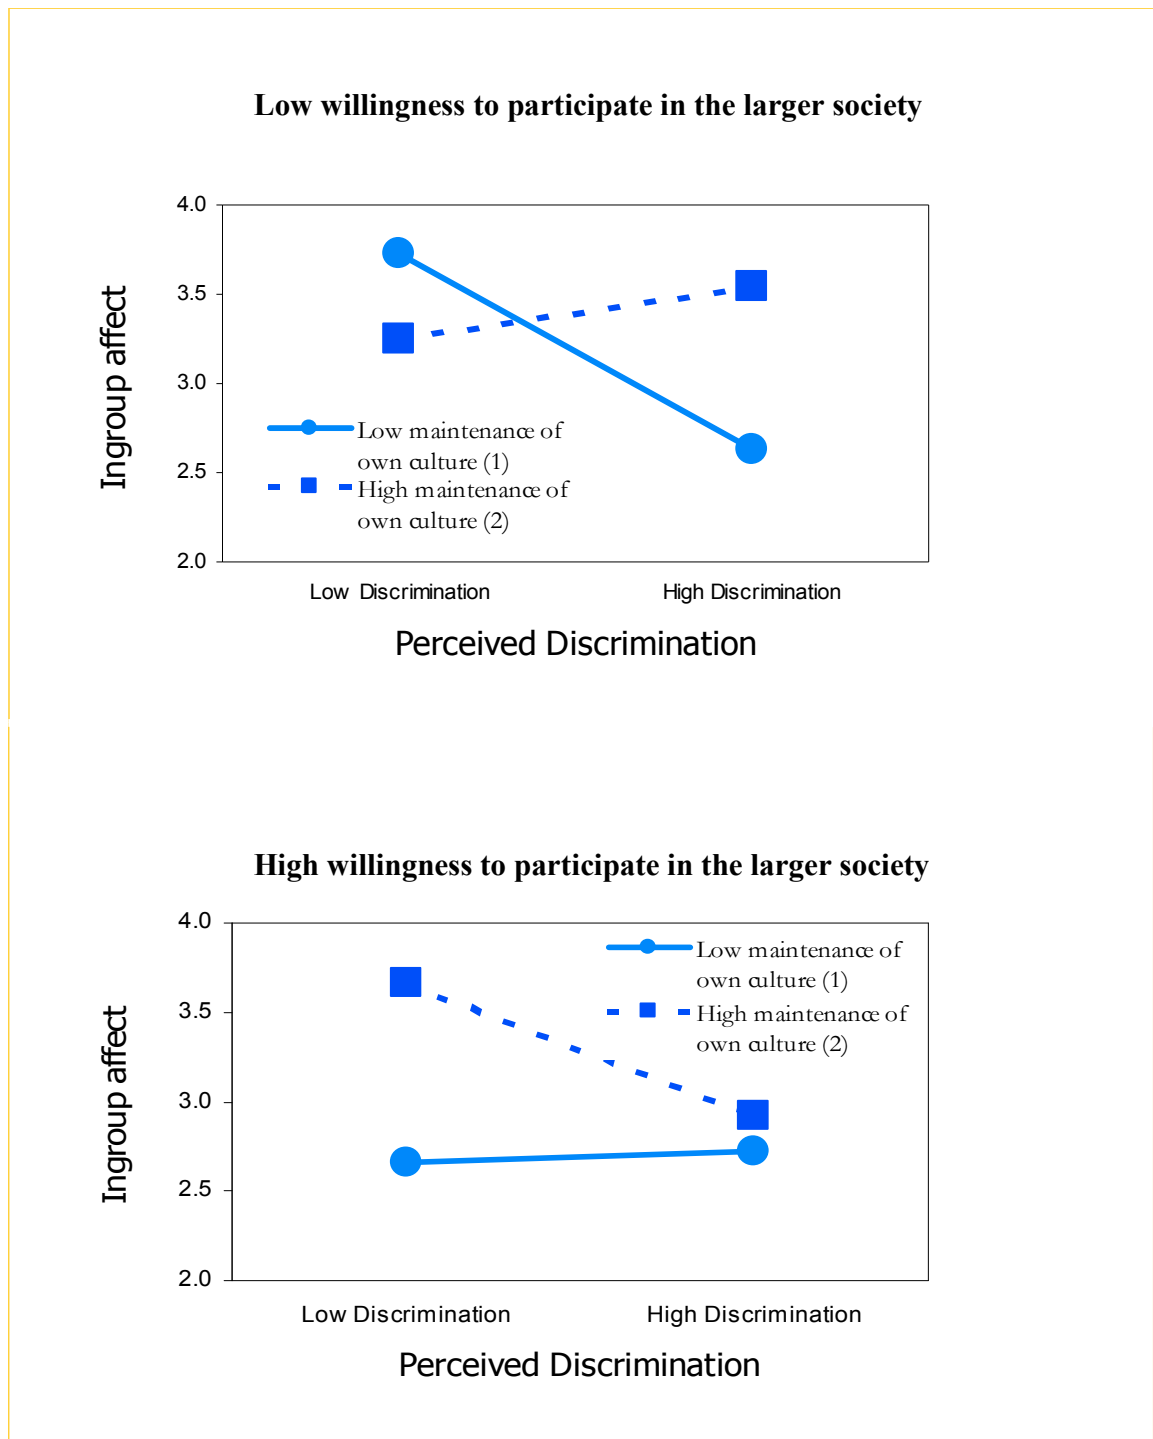 Low willingness to participate in the larger society
4.0
3.5
3.0
2.5
2.0
Ingroup affect
Low maintenance of
own culture (1)
High maintenance of
own culture (2)
Low Discrimination
High Discrimination
Perceived Discrimination
High willingness to participate in the larger society
4.0
3.5
3.0
2.5
2.0
Ingroup affect
Low maintenance of
own culture (1)
High maintenance of
own culture (2)
Low Discrimination
High Discrimination
Perceived Discrimination